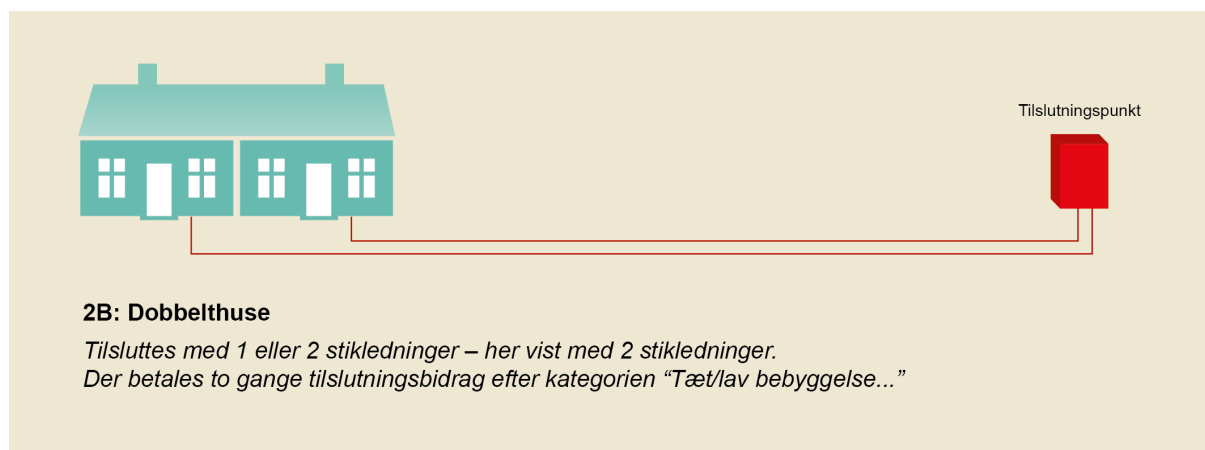 Tilslutningspunkt
2B: Dobbelthuse
Tilsluttes med 1 eller 2 stikledninger – her vist med 2 stikledninger.
Der betales to gange tilslutningsbidrag efter kategorien “Tæt/lav bebyggelse...”